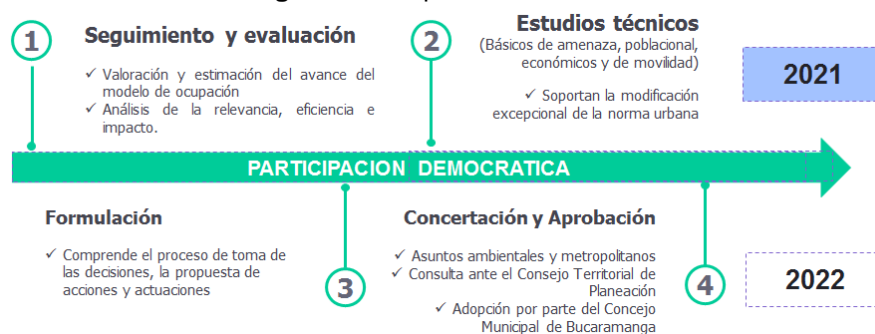 1
Seguimiento y evaluación
✓ Valoración y estimación del avance del
modelo de ocupación
✓ Análisis de la relevancia, eficiencia e
impacto.
2
Estudios técnicos
(Básicos de amenaza, poblacional,
económicos y de movilidad)
✓ Soportan la modificación
excepcional de la norma urbana
2021
PARTICIPACION DEMOCRATICA
Formulación
✓ Comprende el proceso de toma de
las decisiones, la propuesta de
acciones y actuaciones
3
Concertación y Aprobación
✓ Asuntos ambientales y metropolitanos
✓ Consulta ante el Consejo Territorial de
Planeación
✓ Adopción por parte del Concejo
Municipal de Bucaramanga
4
2022